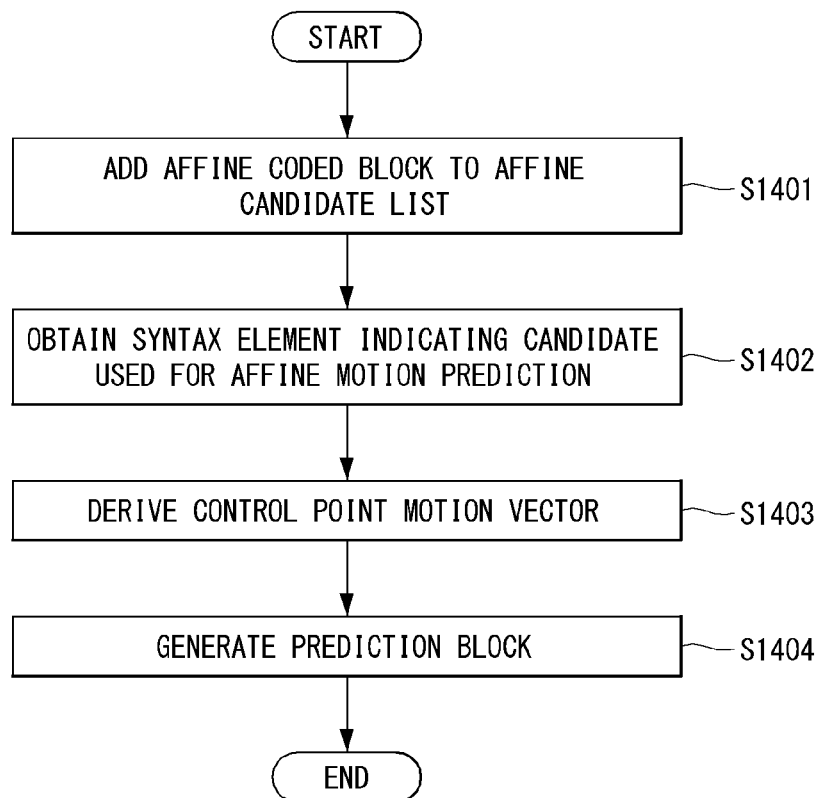 START
ADD AFFINE CODED BLOCK TO AFFINE
CANDIDATE LIST
S1401
OBTAIN SYNTAX ELEMENT INDICATING CANDIDATE
USED FOR AFFINE MOTION PREDICTION
S1402
DERIVE CONTROL POINT MOTION VECTOR
S1403
GENERATE PREDICTION BLOCK
S1404
END